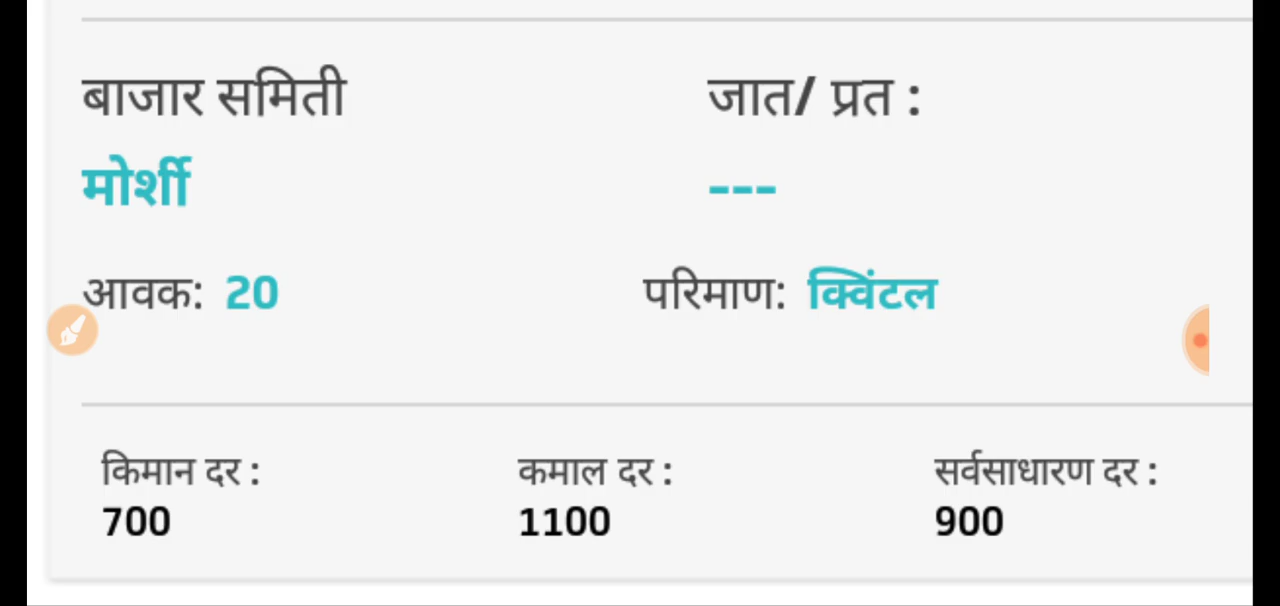 बाजार समिती जात/ प्रत :
मोर्शी ---
आवक: 20 परिमाण: क्विंटल
किमान दर : कमाल दर : सर्वसाधारण दर :
700 1100 900